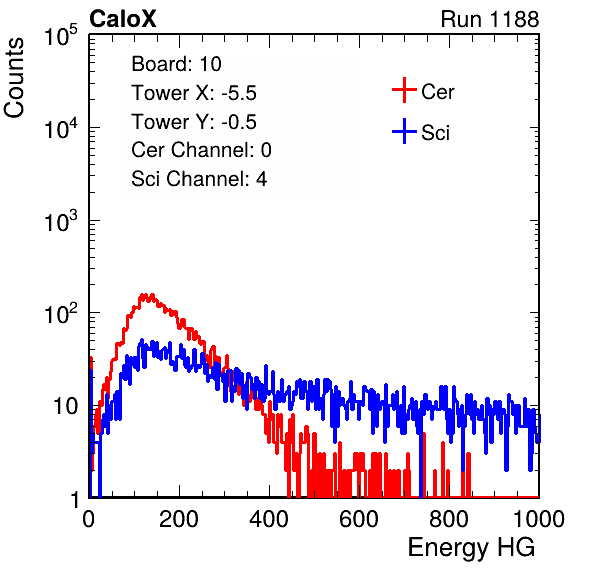 CaloX Run 1188
Counts
10^5
10^4
10^3
10^2
10
1
Board: 10
Tower X: -5.5
Tower Y: -0.5
Cer Channel: 0
Sci Channel: 4
Cer
Sci
0 200 400 600 800 1000
Energy HG